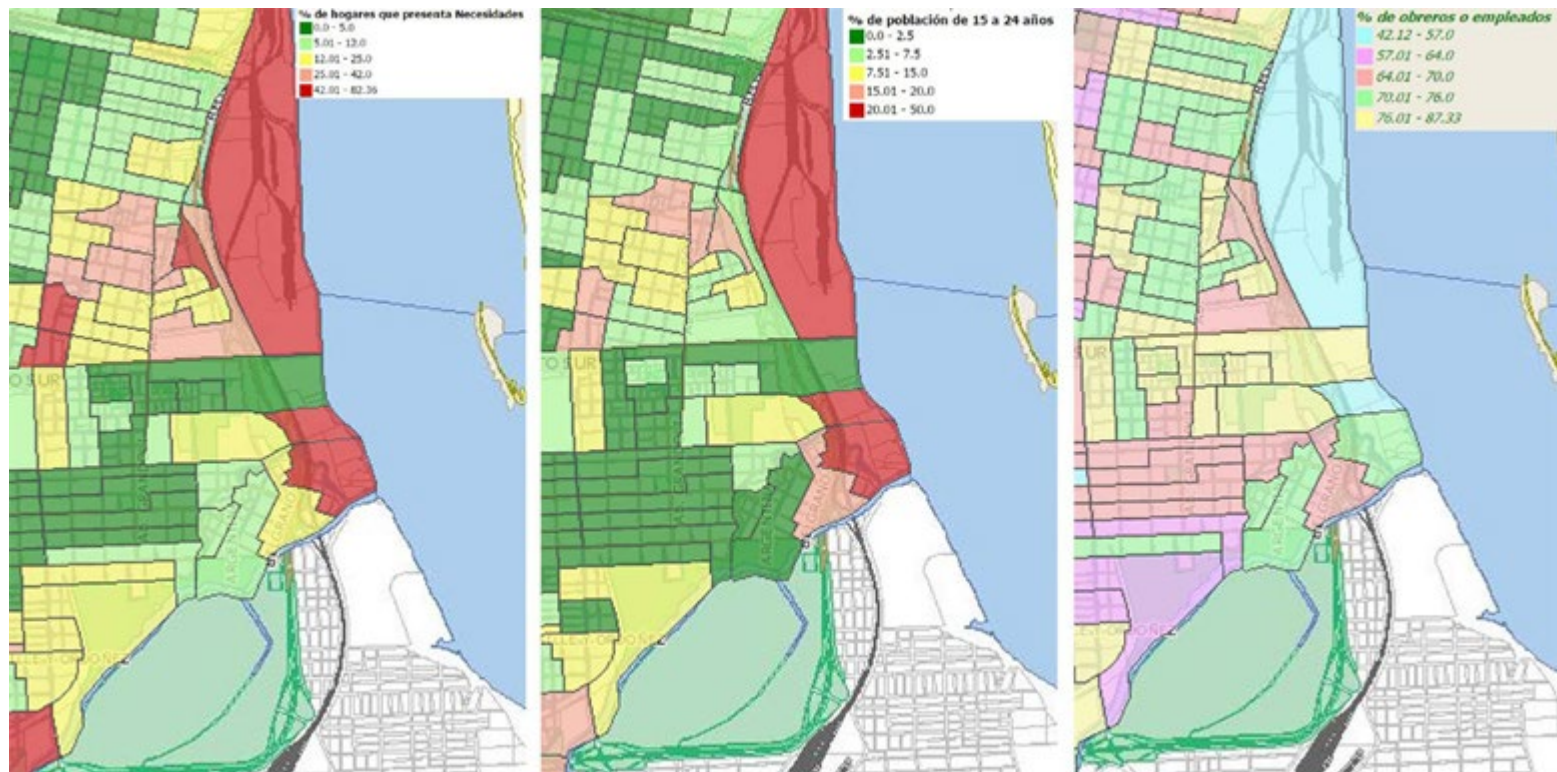 % de hogares que presenta Necesidades
0.0 - 5.0
5.01 - 12.0
12.01 - 25.0
25.01 - 42.0
42.01 - 82.36
% de población de 15 a 24 años
0.0 - 2.5
2.51 - 7.5
7.51 - 15.0
15.01 - 20.0
20.01 - 50.0
% de obreros o empleados
42.12 - 57.0
57.01 - 64.0
64.01 - 70.0
70.01 - 76.0
76.01 - 87.33